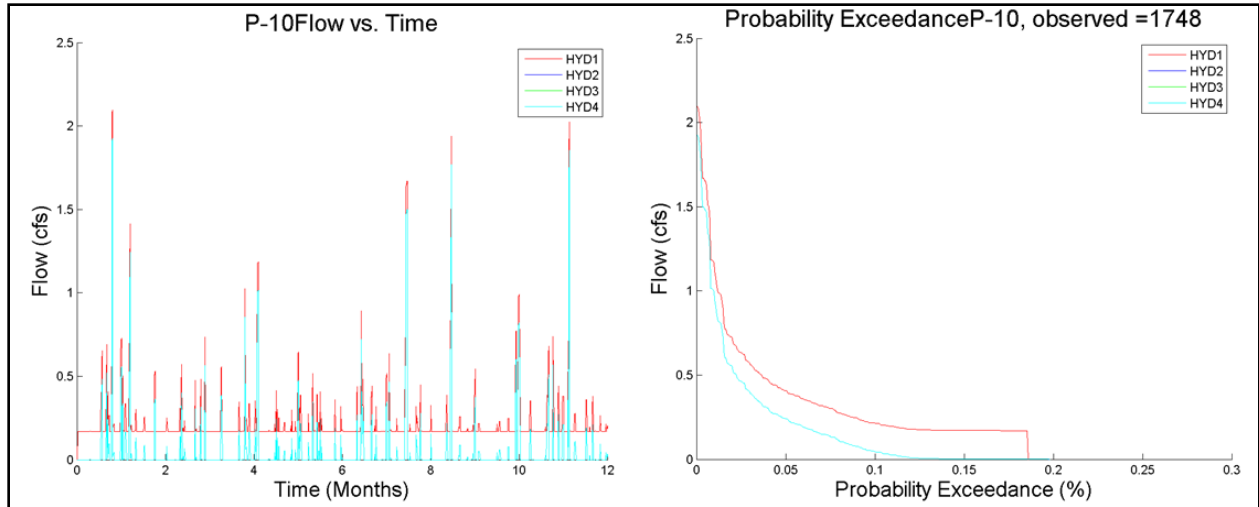 P-10Flow vs. Time
2.5
2
1.5
1
0.5
0
Flow (cfs)
0 2 4 6 8 10 12
Time (Months)
HYD1
HYD2
HYD3
HYD4
Probability ExceedanceP-10, observed =1748
2.5
2
1.5
1
0.5
0
Flow (cfs)
0 0.05 0.1 0.15 0.2 0.25 0.3
Probability Exceedance (%)
HYD1
HYD2
HYD3
HYD4